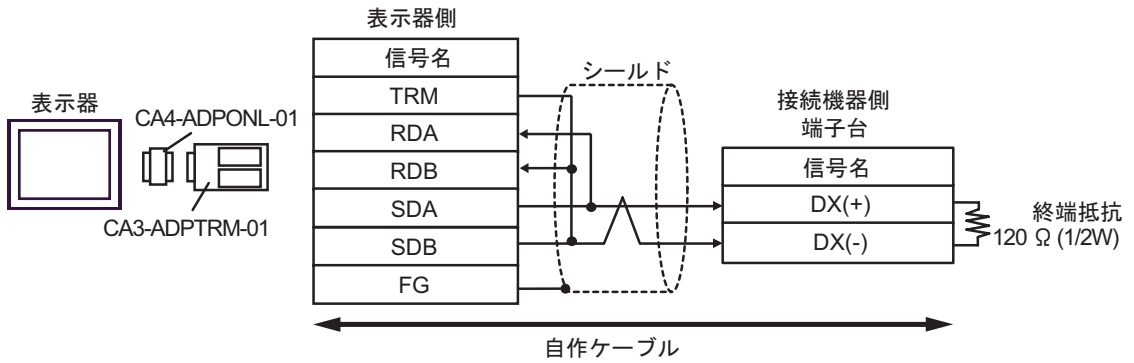 表示器側
信号名
TRM
RDA
RDB
SDA
SDB
FG
シールド
表示器
CA4-ADPONL-01
CA3-ADPTRM-01
接続機器側
端子台
信号名
DX(+)
DX(-)
終端抵抗
120 Ω (1/2W)
自作ケーブル